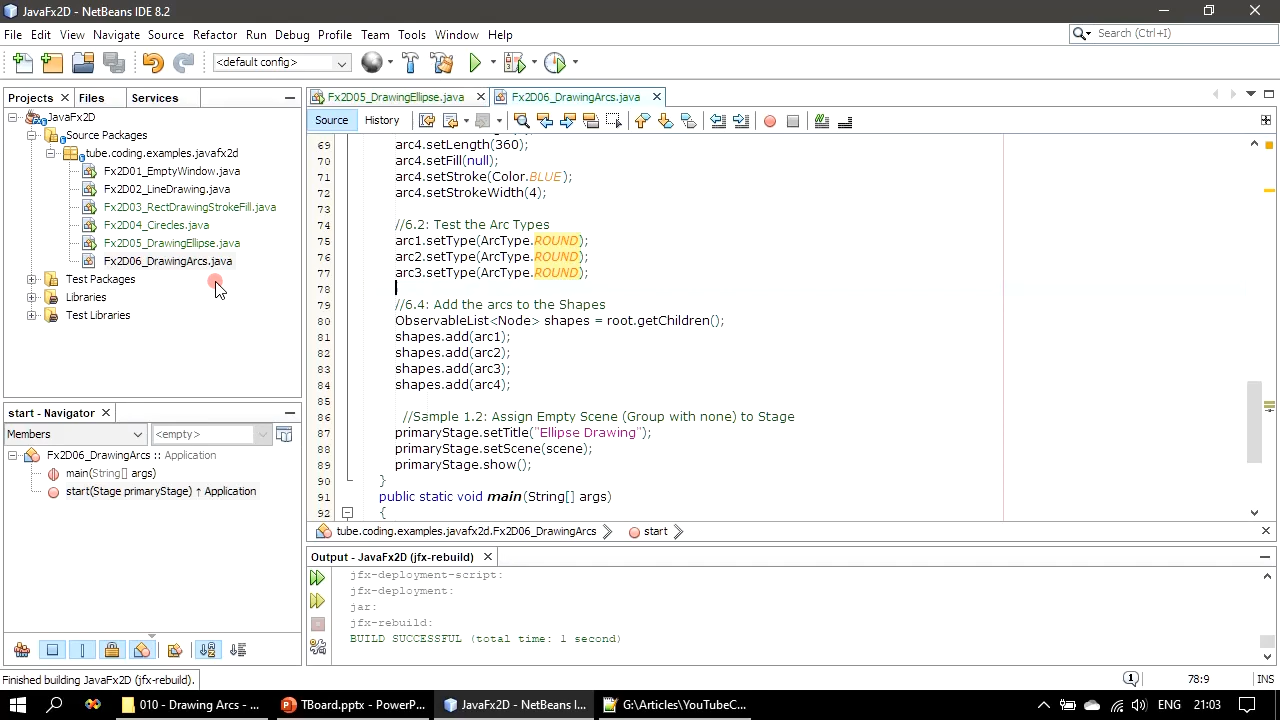 JavaFx2D - NetBeans IDE 8.2
File Edit View Navigate Source Refactor Run Debug Profile Team Tools Window Help
Search (Ctrl+I)
<default config>
Projects Files Services
Fx2D05_DrawingEllipse.java Fx2D06_DrawingArcs.java
Source History
JavaFx2D
Source Packages
tube.coding.examples.javafx2d
Fx2D01_EmptyWindow.java
Fx2D02_LineDrawing.java
Fx2D03_RectDrawingStrokeFill.java
Fx2D04_Cirecles.java
Fx2D05_DrawingEllipse.java
Fx2D06_DrawingArcs.java
Test Packages
Libraries
Test Libraries
69 arc4.setLength(360);
70 arc4.setFill(null);
71 arc4.setStroke(Color.BLUE);
72 arc4.setStrokeWidth(4);
73
74 //6.2: Test the Arc Types
75 arc1.setType(ArcType.ROUND);
76 arc2.setType(ArcType.ROUND);
77 arc3.setType(ArcType.ROUND);
78
79 //6.4: Add the arcs to the Shapes
80 ObservableList<Node> shapes = root.getChildren();
81 shapes.add(arc1);
82 shapes.add(arc2);
83 shapes.add(arc3);
84 shapes.add(arc4);
85
86 //Sample 1.2: Assign Empty Scene (Group with none) to Stage
87 primaryStage.setTitle("Ellipse Drawing");
88 primaryStage.setScene(scene);
89 primaryStage.show();
90 }
91 public static void main(String[] args)
92 {
tube.coding.examples.javafx2d.Fx2D06_DrawingArcs start
start - Navigator
Members <empty>
Fx2D06_DrawingArcs :: Application
main(String[] args)
start(Stage primaryStage) ↑ Application
Output - JavaFx2D (jfx-rebuild)
jfx-deployment-script:
jfx-deployment:
jar:
jfx-rebuild:
BUILD SUCCESSFUL (total time: 1 second)
Finished building JavaFx2D (jfx-rebuild).
1 78:9 INS
010 - Drawing Arcs - ... TBoard.pptx - PowerP... JavaFx2D - NetBeans I... G:\Articles\YouTubeC...
ENG 21:03